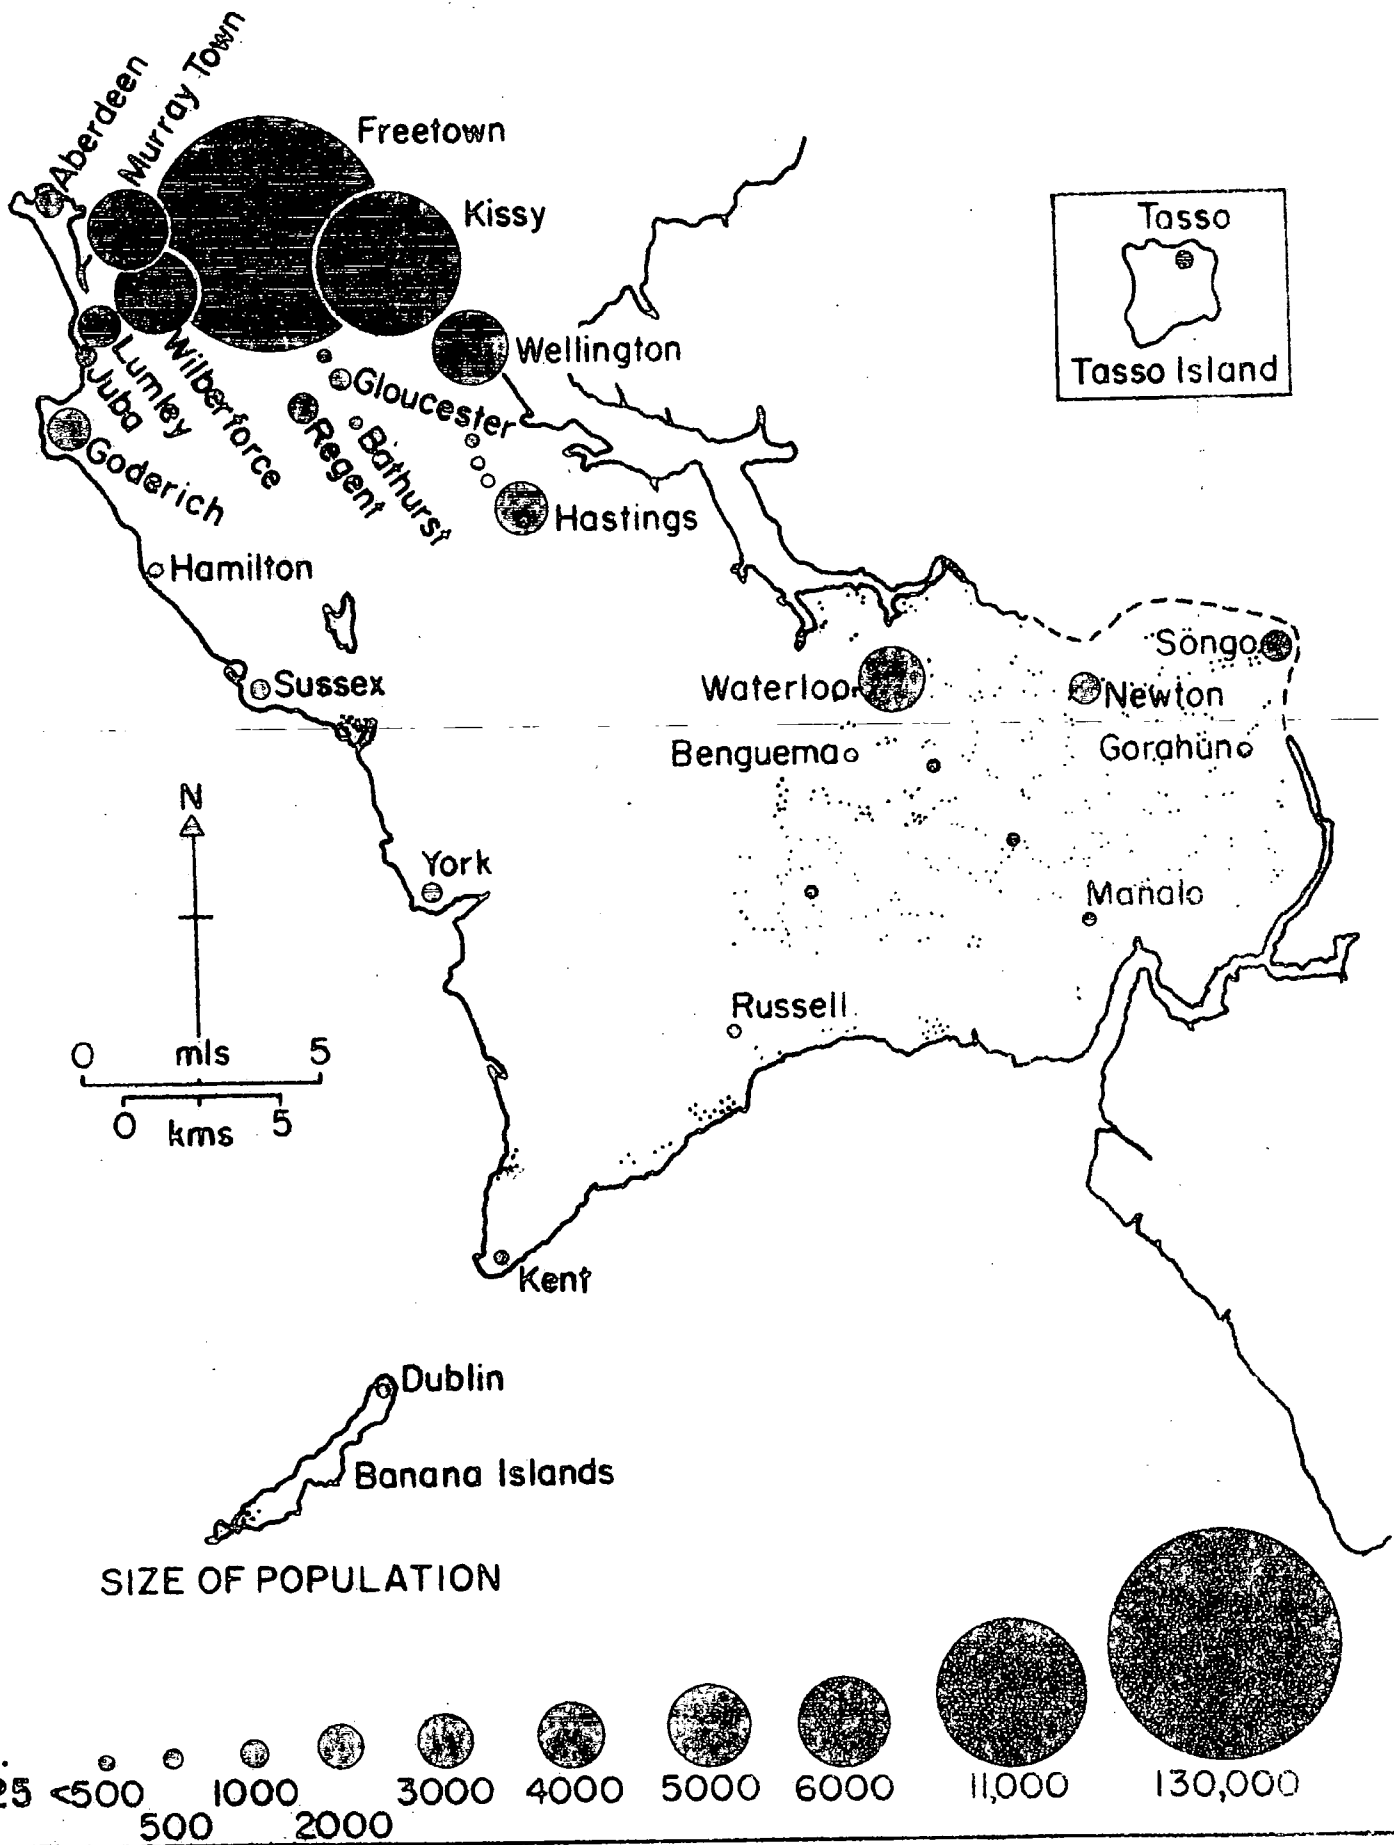 Aberdeen
Murray Town
Freetown
Kissy
Tasso
Tasso Island
Wellington
Lumley
Juba
Wilberforce
Gloucester
Regent
Bathurst
Goderich
Hastings
Hamilton
Songo
Sussex
Waterloo
Newton
Benguema
Gorahun
N
York
Manalo
Russell
0 mls 5
0 kms 5
Kent
Dublin
Banana Islands
SIZE OF POPULATION
25 <500 1000 3000 4000 5000 6000 11,000 130,000
500 2000